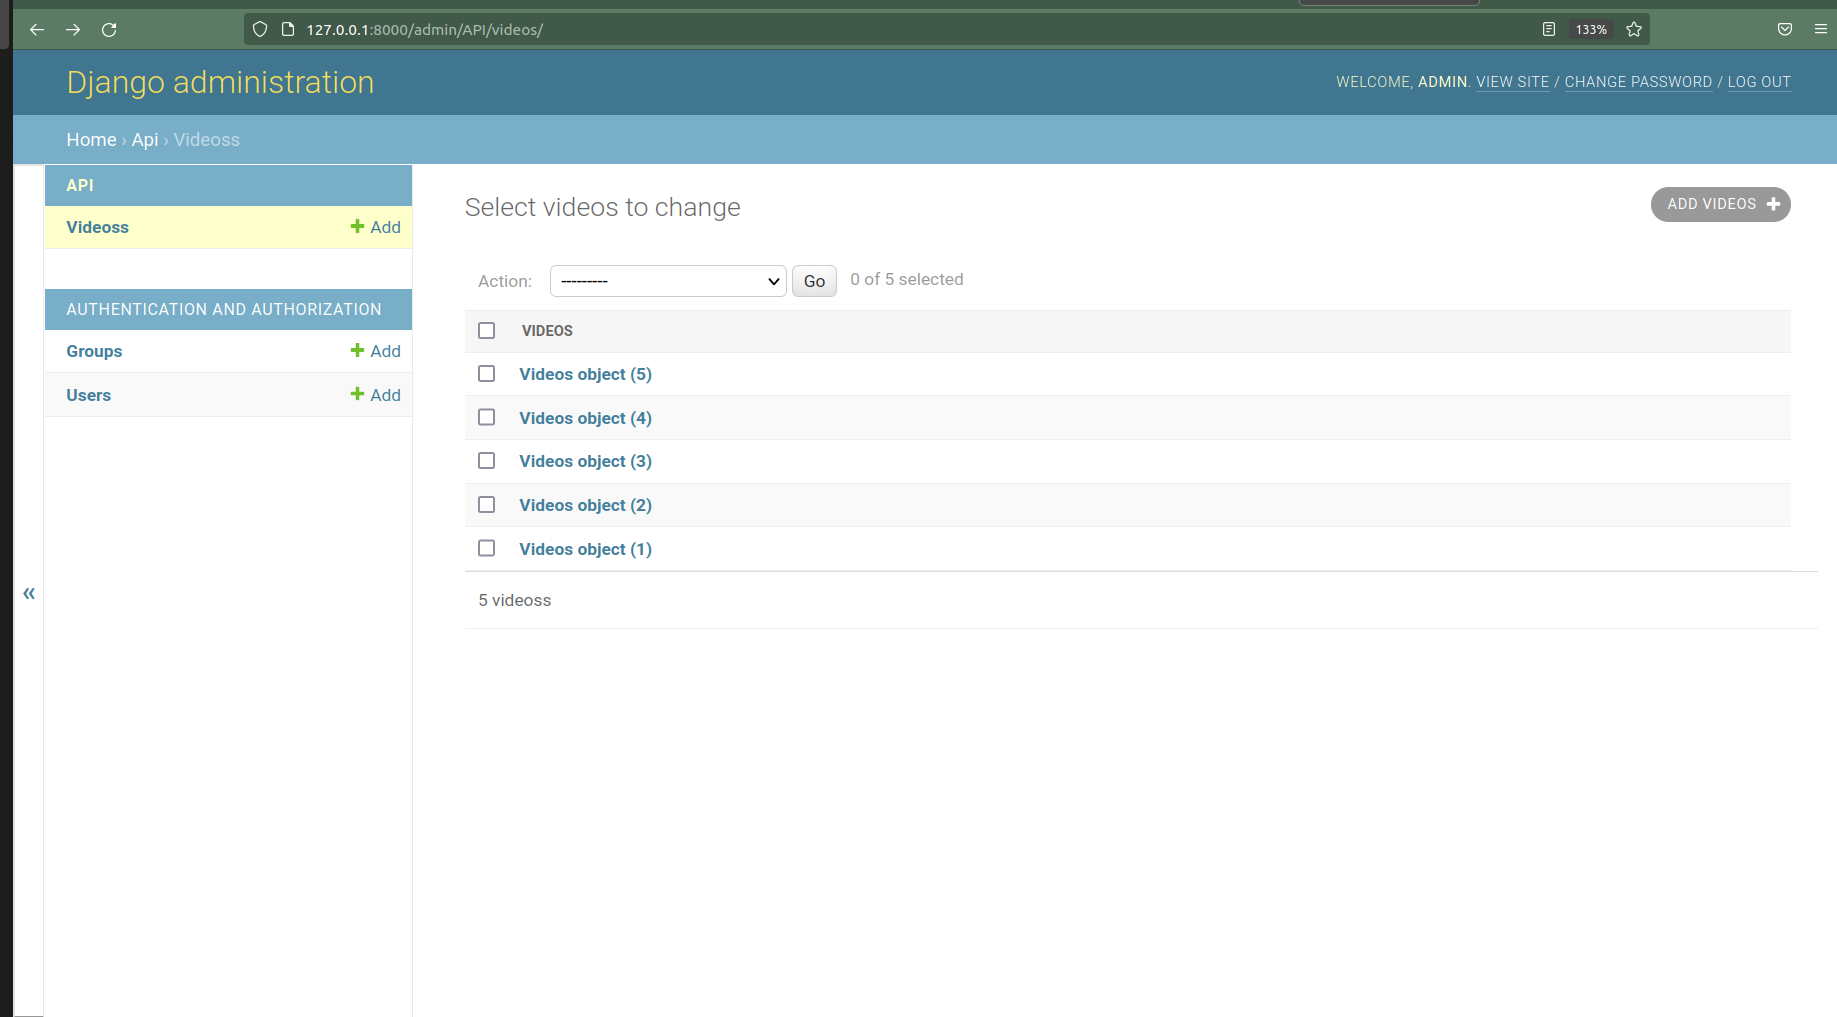 127.0.0.1:8000/admin/API/videos/
133%
Django administration
WELCOME, ADMIN. VIEW SITE / CHANGE PASSWORD / LOG OUT
Home › Api › Videoss
API
Videoss + Add
AUTHENTICATION AND AUTHORIZATION
Groups + Add
Users + Add
«
Select videos to change
ADD VIDEOS +
Action: --------- Go 0 of 5 selected
VIDEOS
Videos object (5)
Videos object (4)
Videos object (3)
Videos object (2)
Videos object (1)
5 videoss